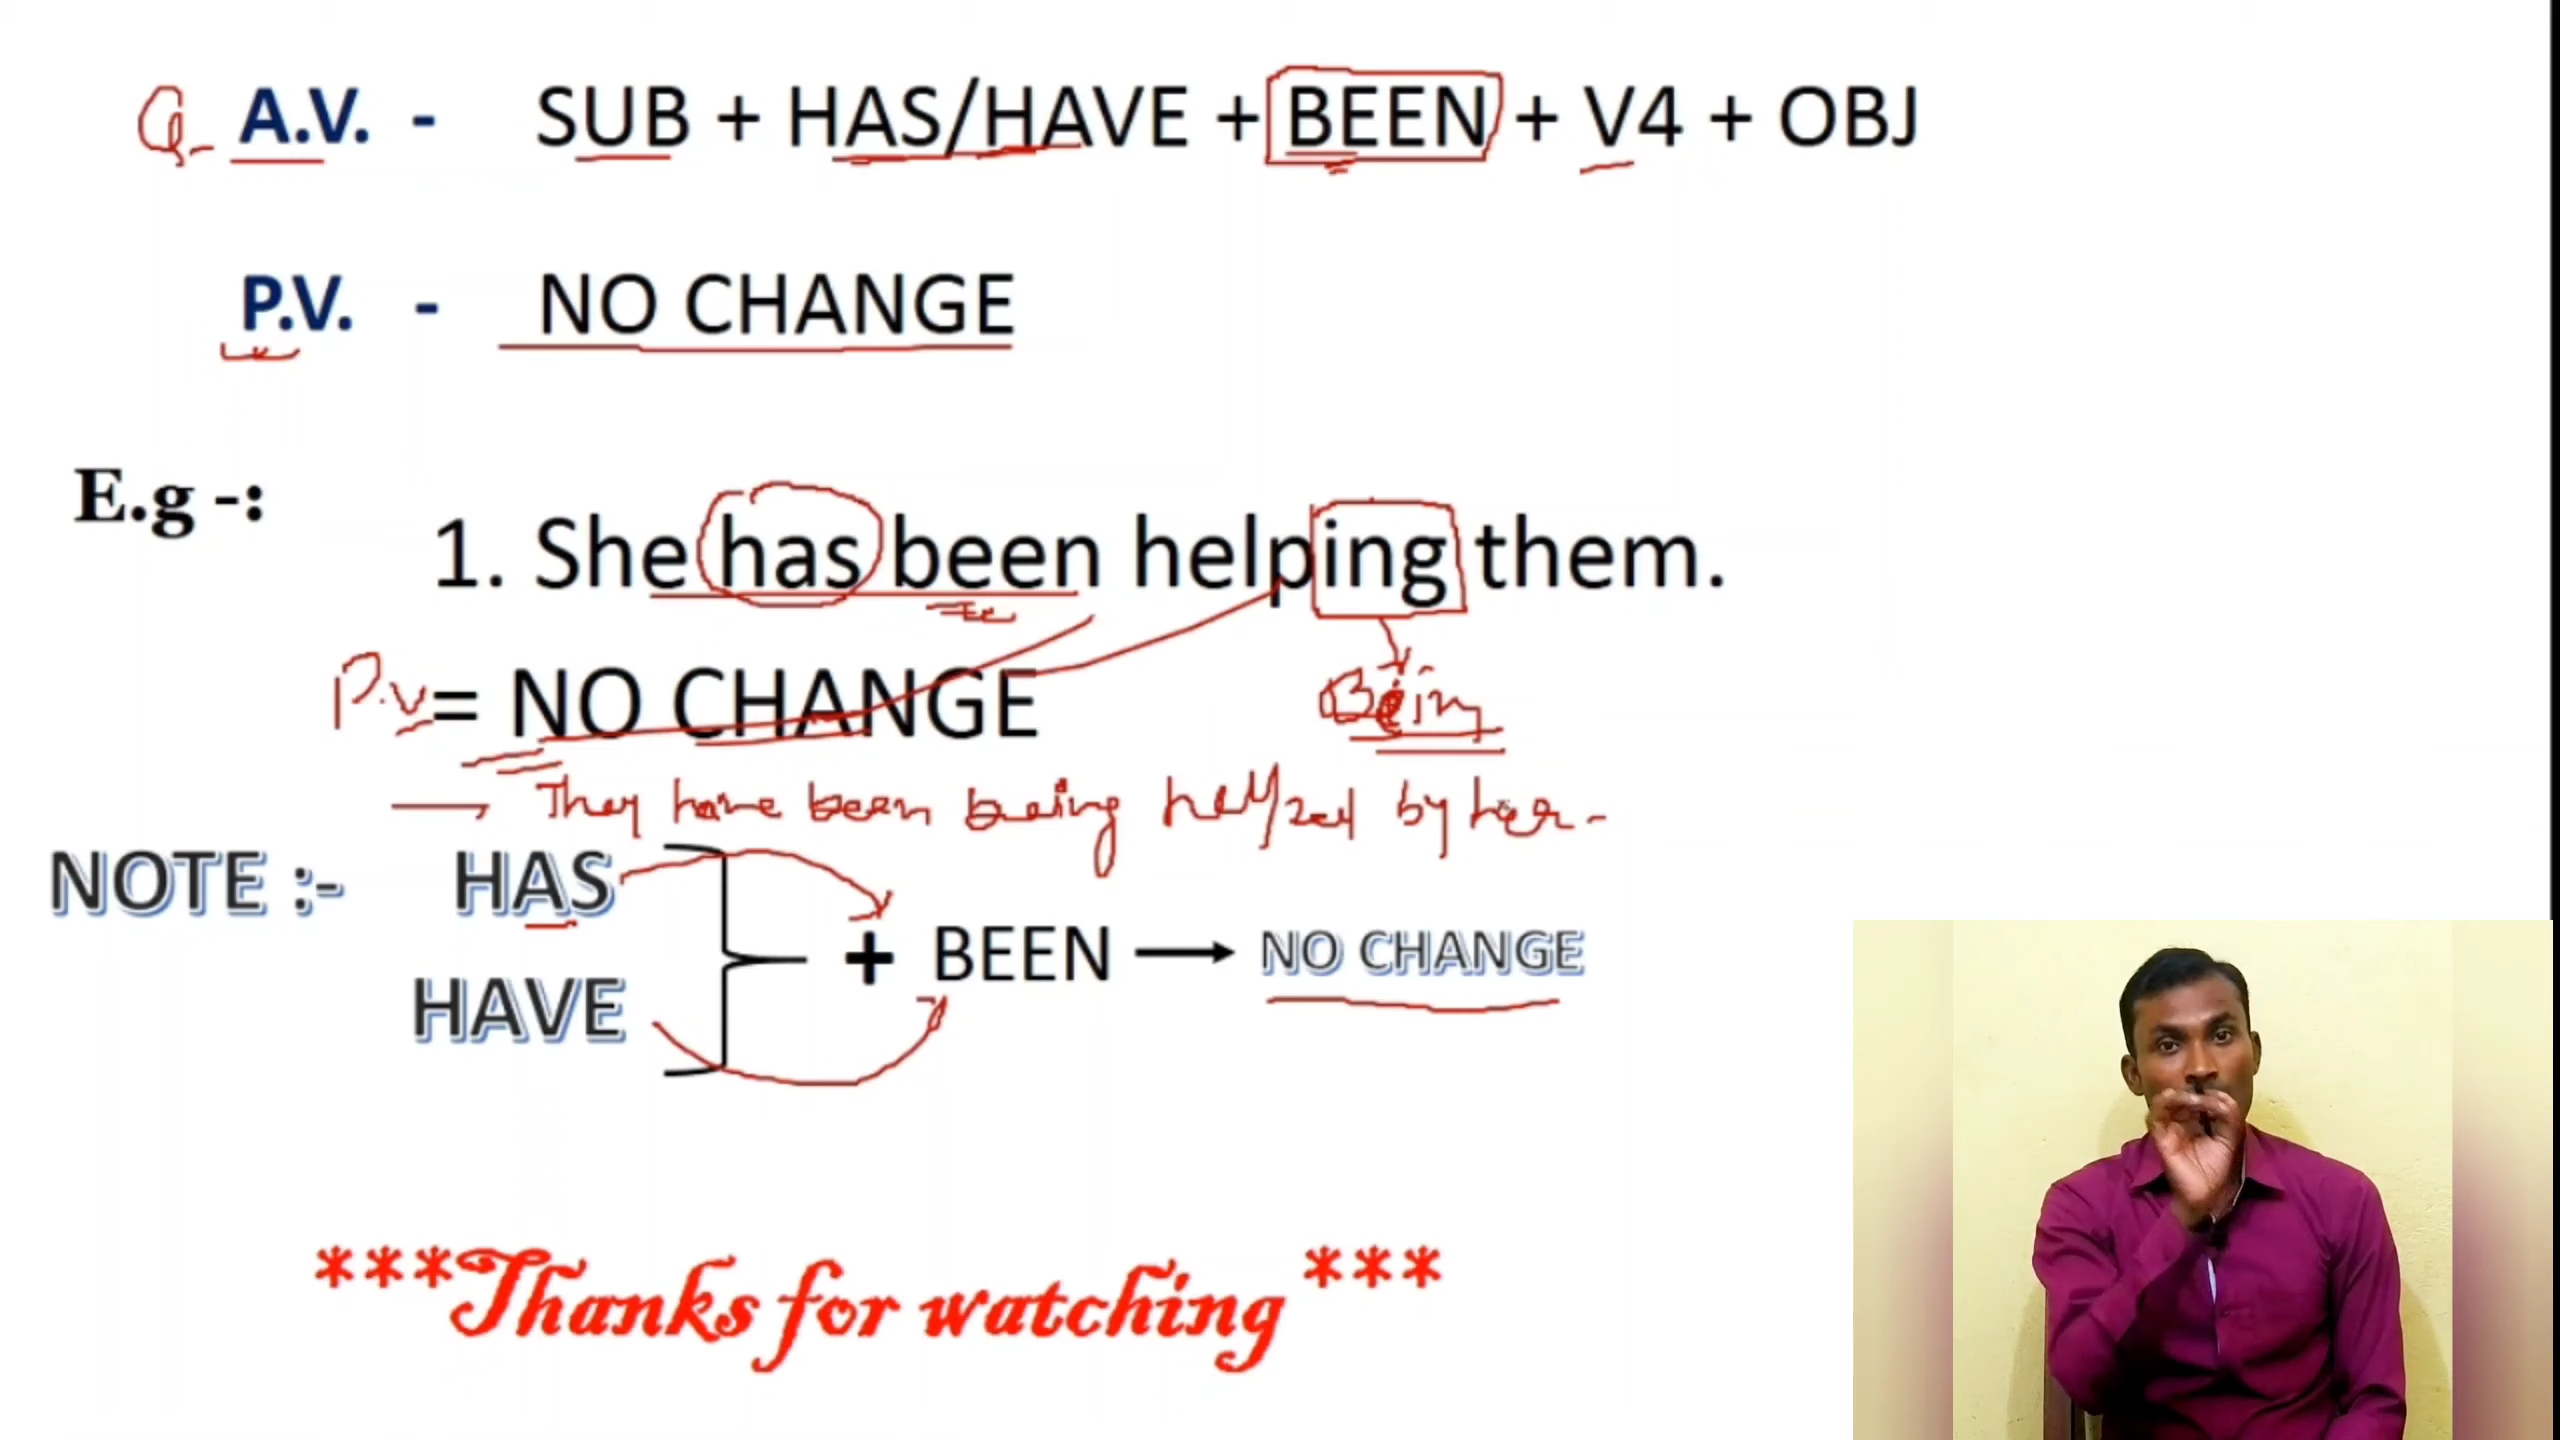 Q- A.V. - SUB + HAS/HAVE + BEEN + V4 + OBJ
P.V. - NO CHANGE
E.g -: 1. She has been helping them.
P.V = NO CHANGE
They have been being helped by her.
NOTE :- HAS
HAVE
+ BEEN → NO CHANGE
***Thanks for watching ***